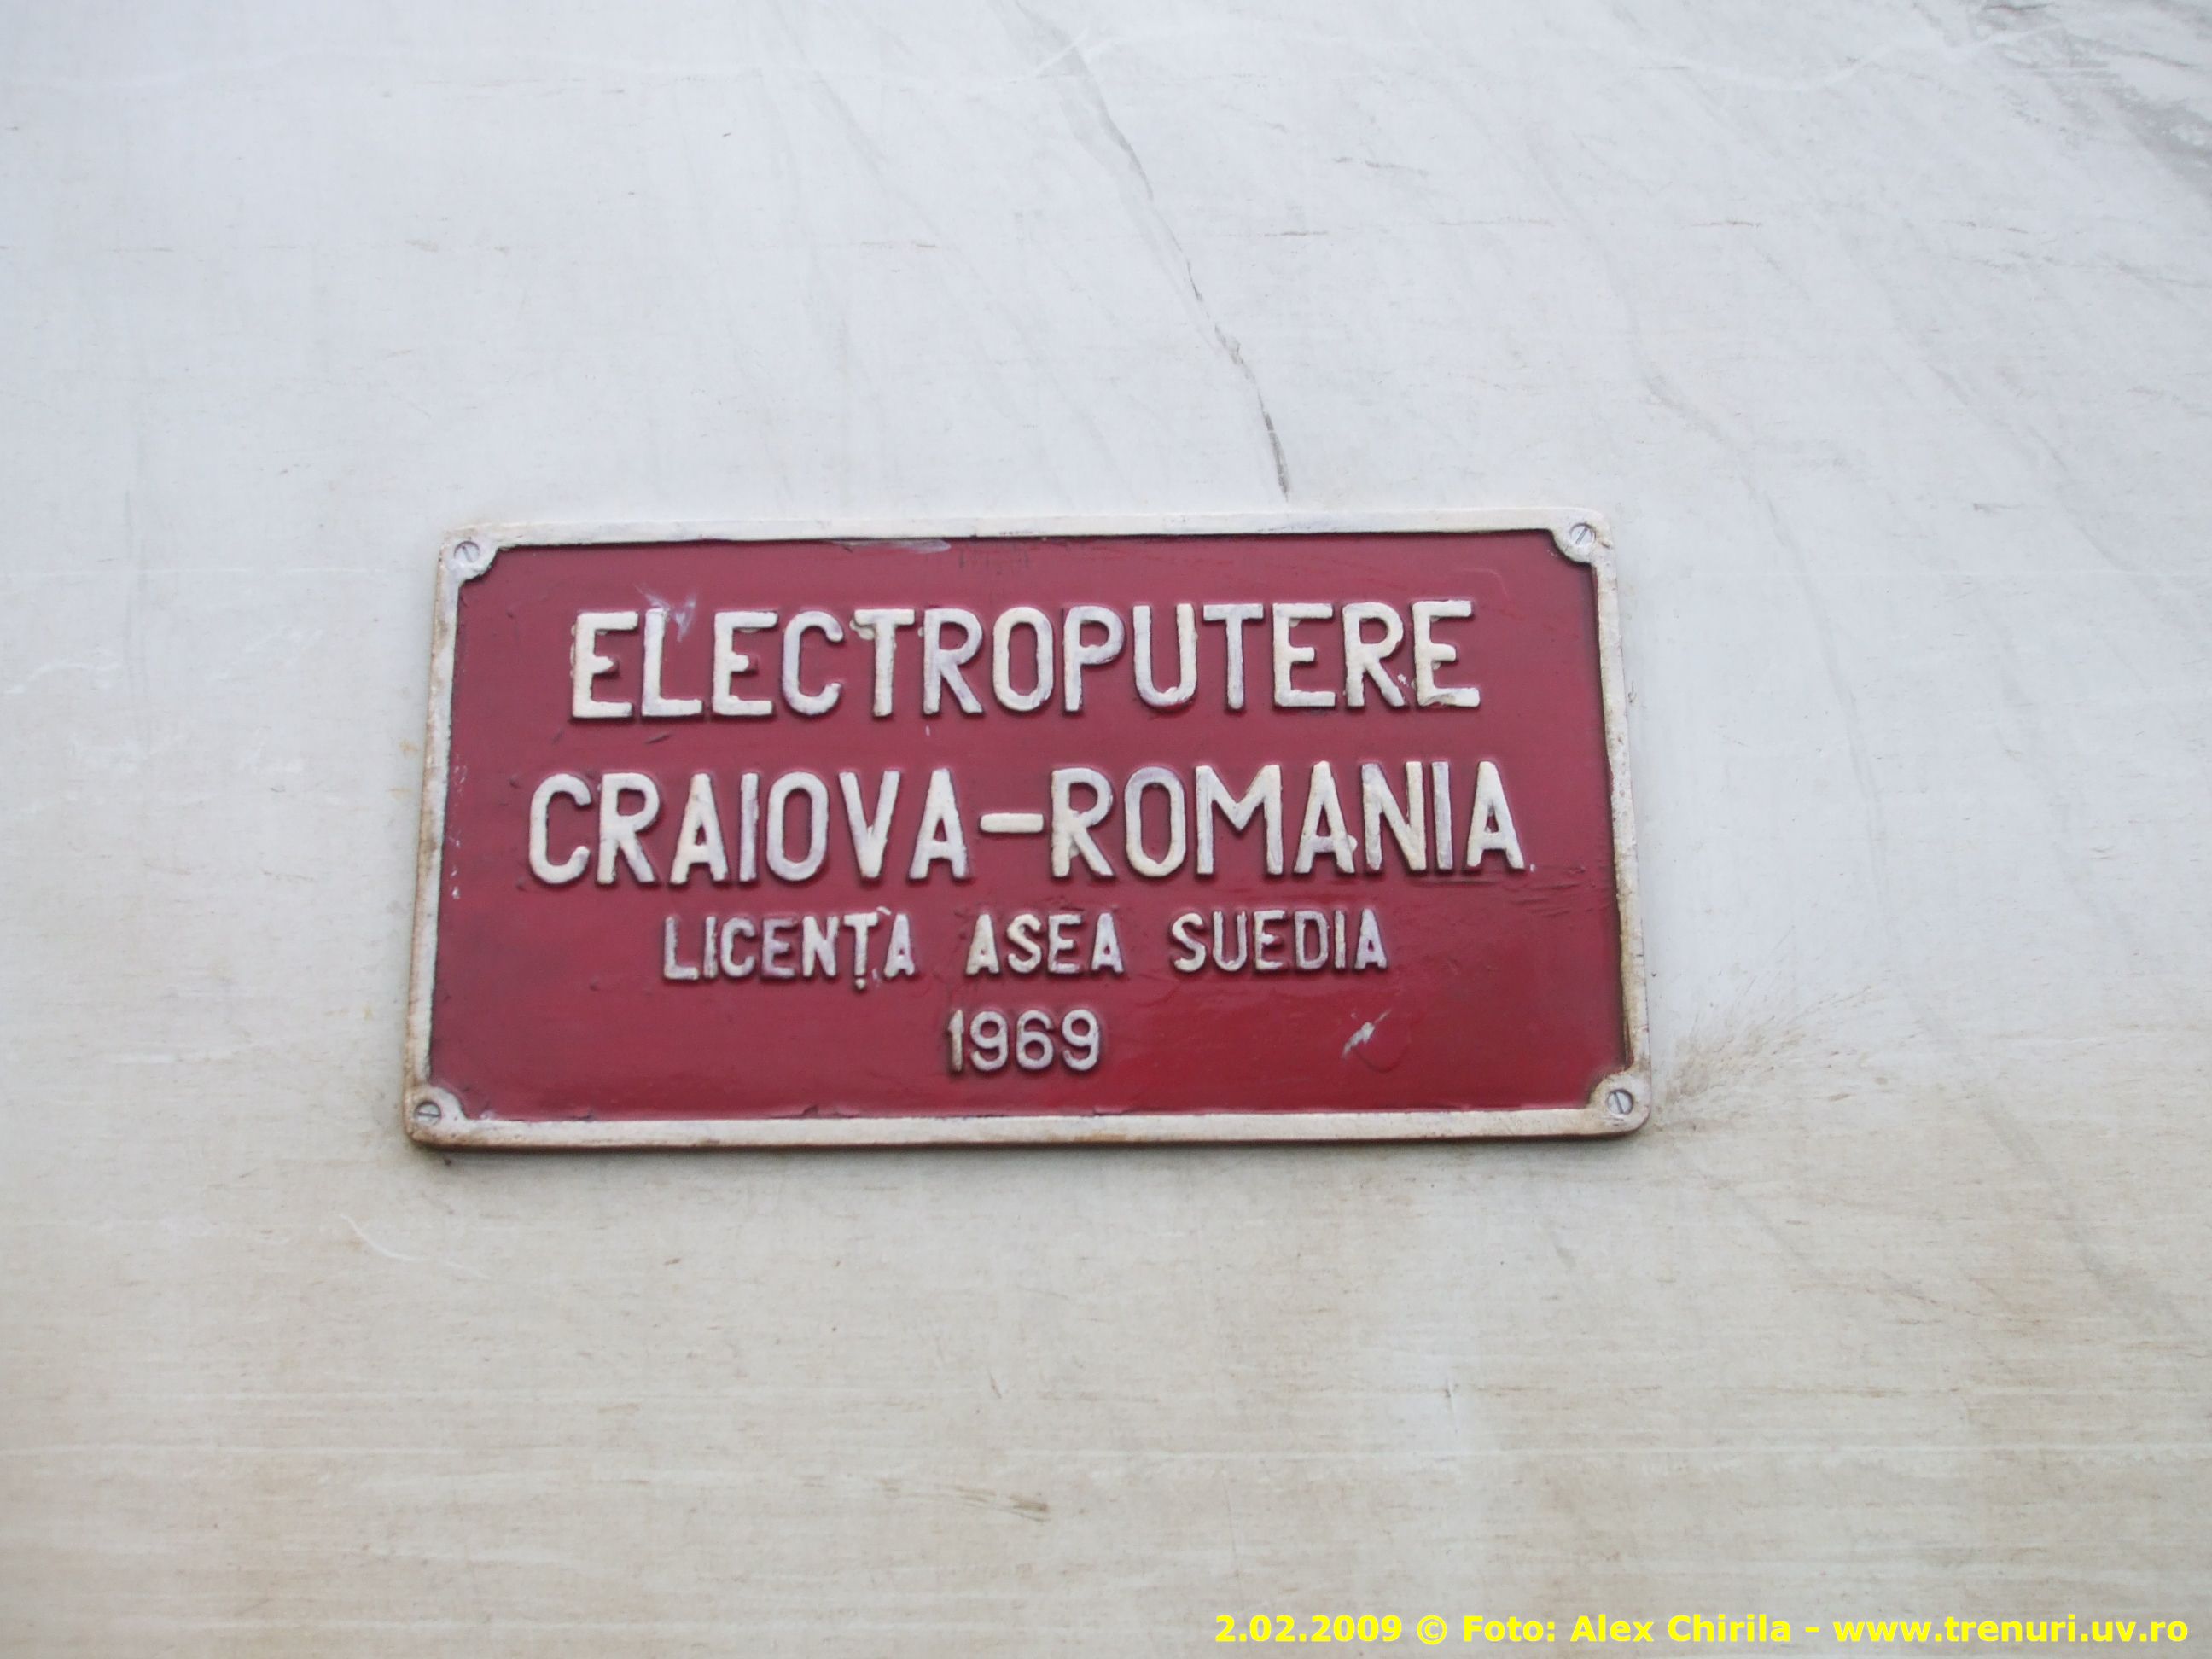 ELECTROPUTERE
CRAIOVA-ROMANIA
LICENȚA ASEA SUEDIA
1969
2.02.2009 © Foto: Alex Chirila - www.trenuri.uv.ro